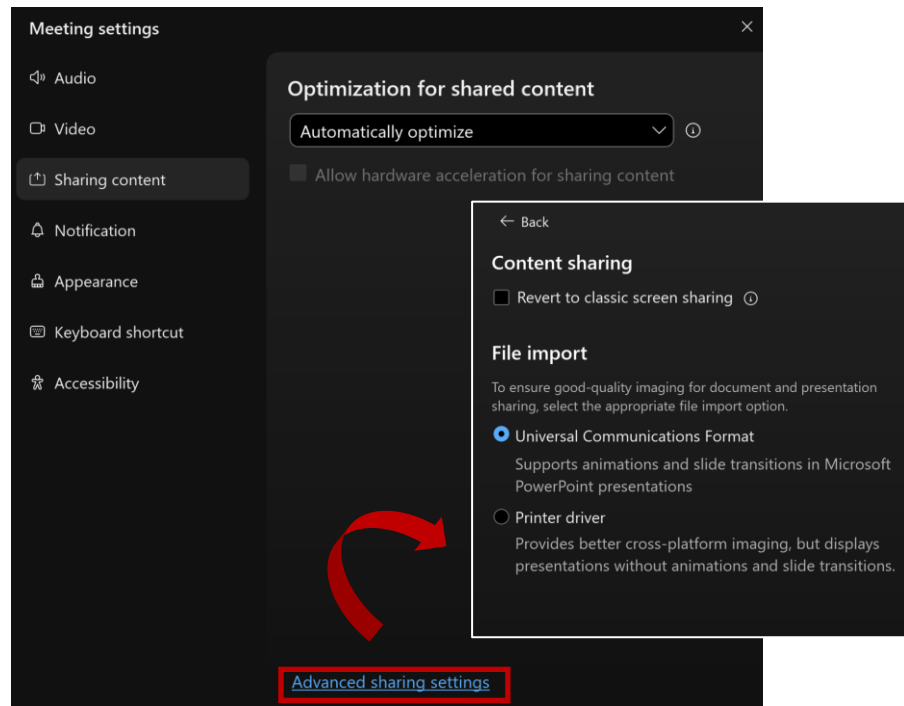 Meeting settings
Audio
Video
Sharing content
Notification
Appearance
Keyboard shortcut
Accessibility
Optimization for shared content
Automatically optimize
Allow hardware acceleration for sharing content
Back
Content sharing
Revert to classic screen sharing
File import
To ensure good-quality imaging for document and presentation
sharing, select the appropriate file import option.
Universal Communications Format
Supports animations and slide transitions in Microsoft
PowerPoint presentations
Printer driver
Provides better cross-platform imaging, but displays
presentations without animations and slide transitions.
Advanced sharing settings